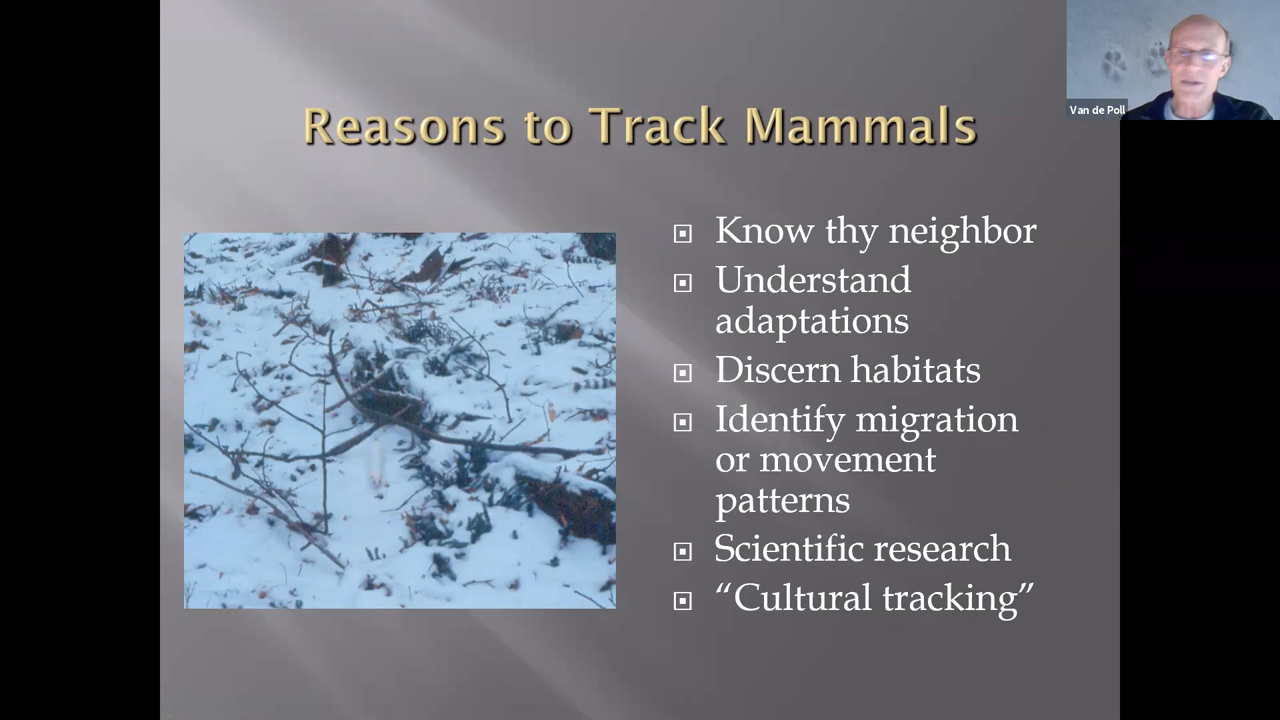 Van de Poll
Reasons to Track Mammals
Know thy neighbor
Understand
adaptations
Discern habitats
Identify migration
or movement
patterns
Scientific research
“Cultural tracking”